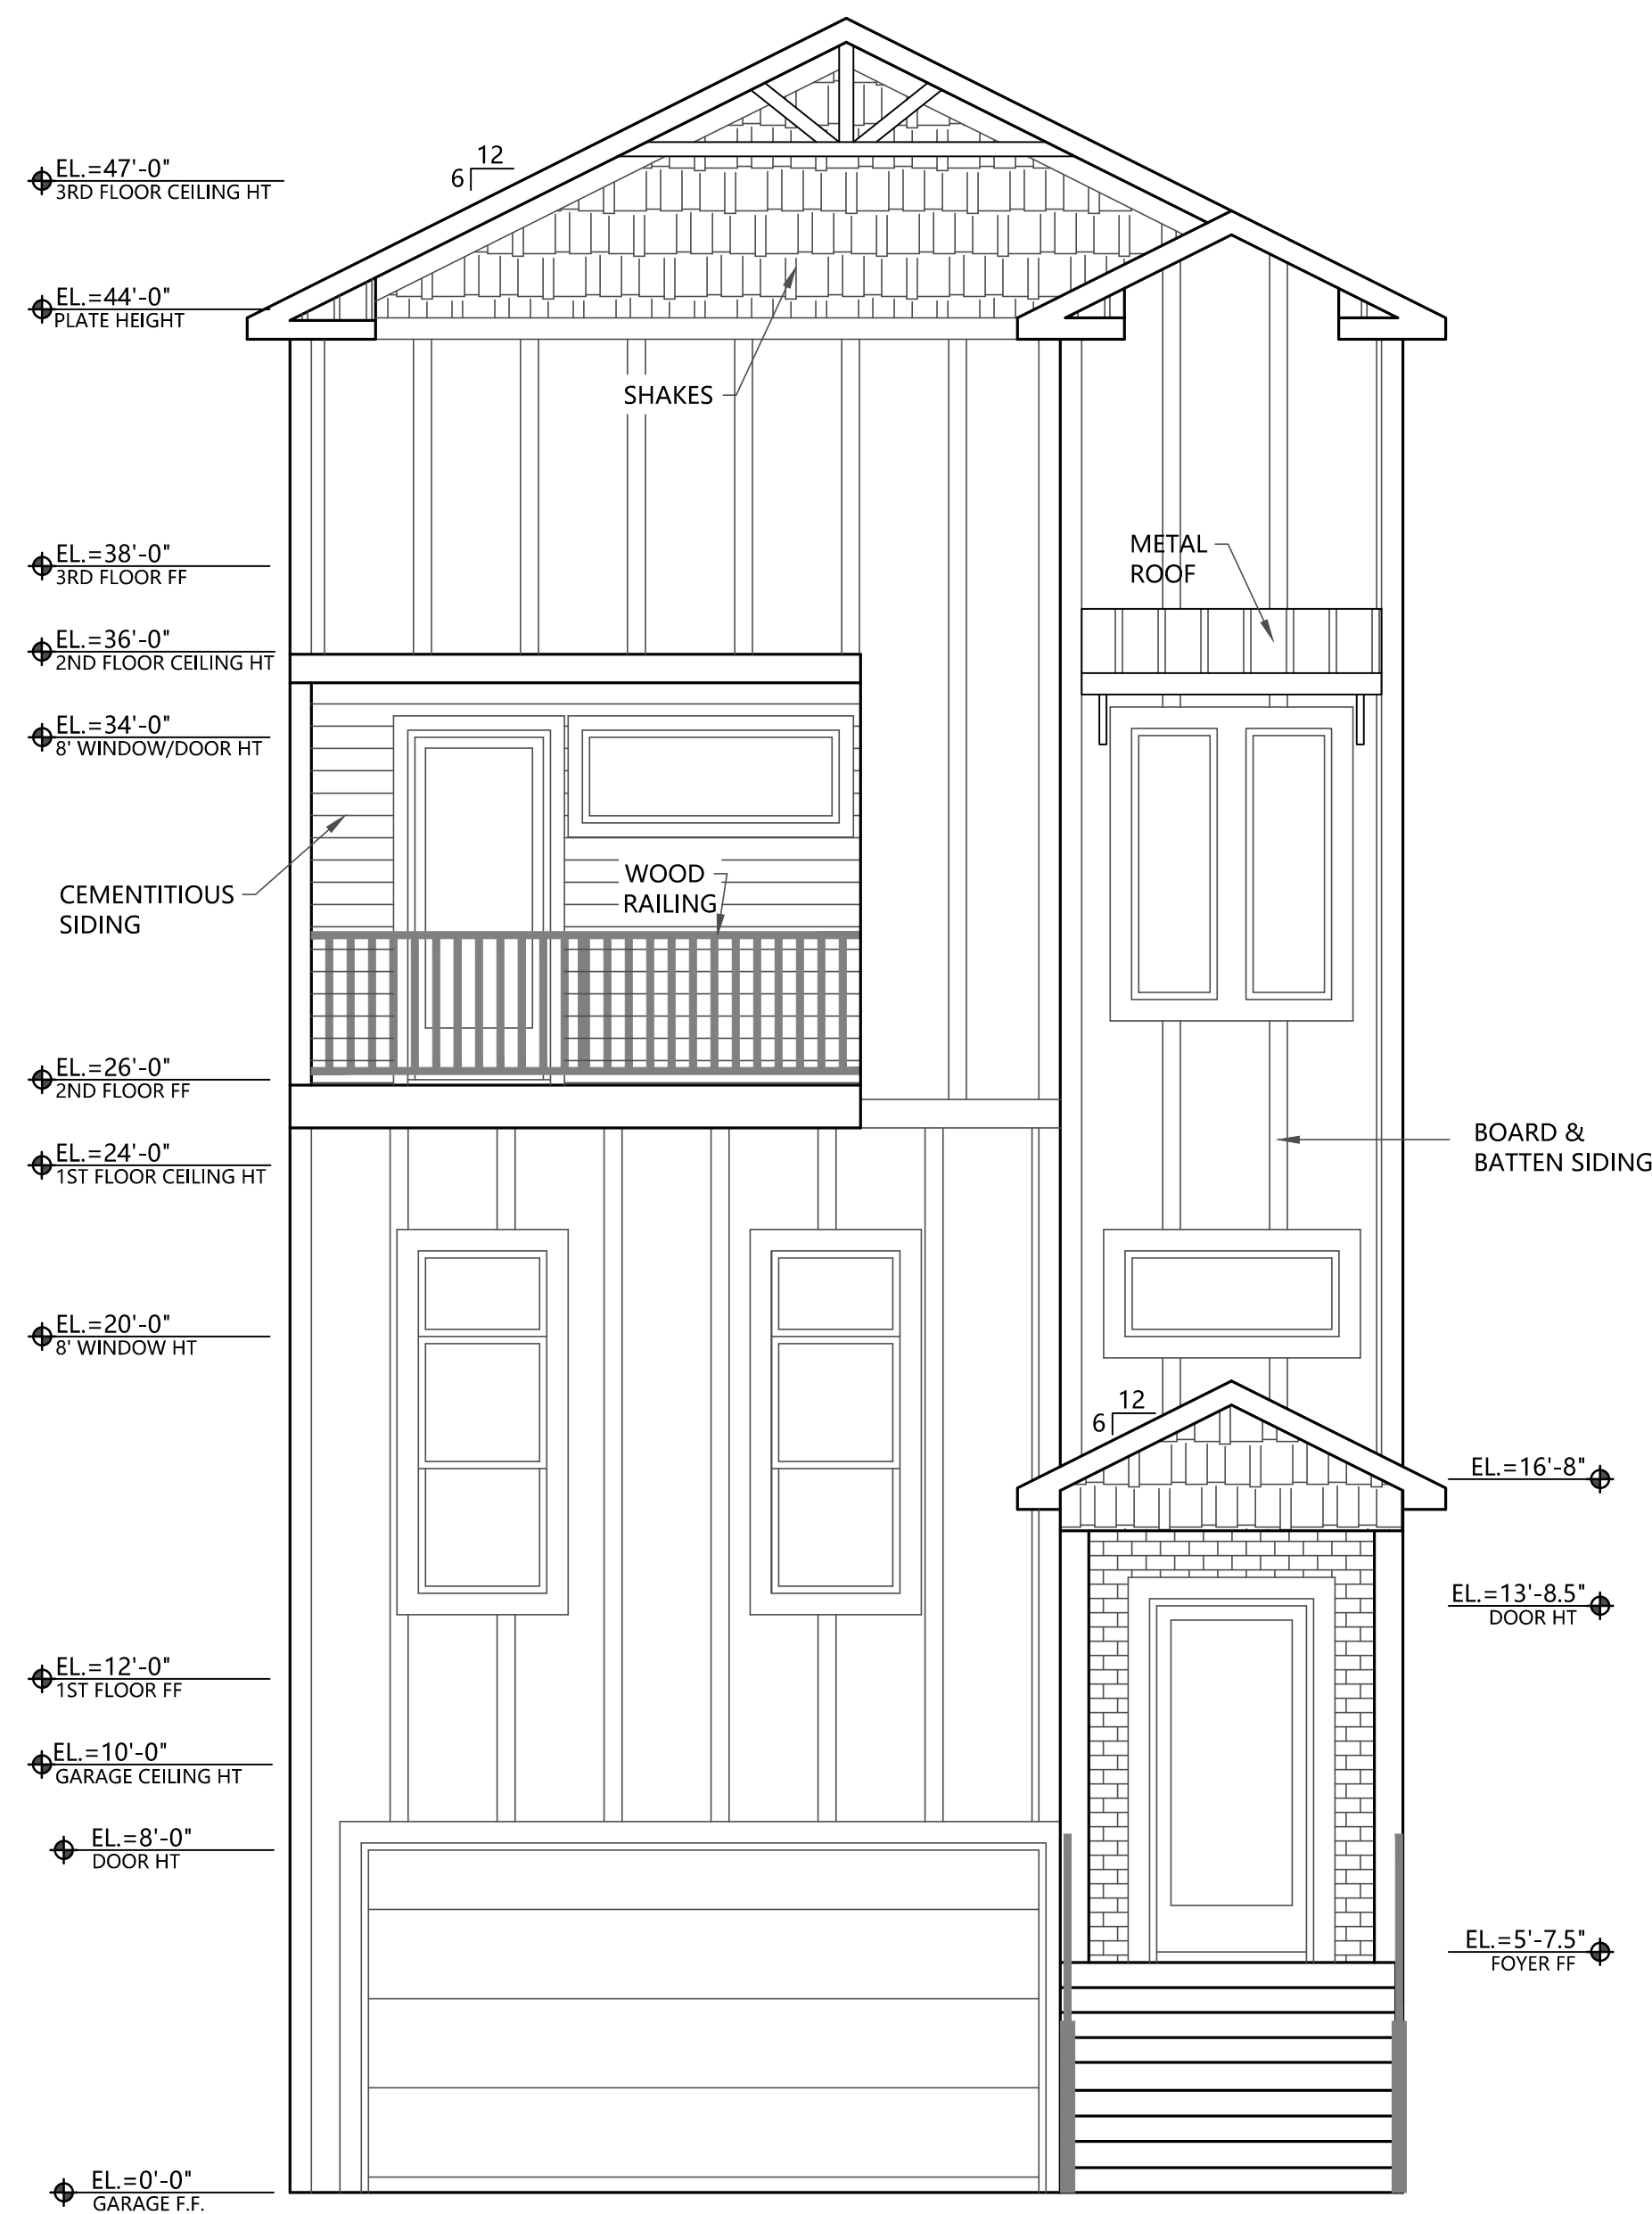 12
6
EL.=47'-0"
3RD FLOOR CEILING HT
EL.=44'-0"
PLATE HEIGHT
SHAKES
EL.=38'-0"
3RD FLOOR FF
METAL
ROOF
EL.=36'-0"
2ND FLOOR CEILING HT
EL.=34'-0"
8' WINDOW/DOOR HT
CEMENTITIOUS
SIDING
WOOD
RAILING
EL.=26'-0"
2ND FLOOR FF
BOARD &
BATTEN SIDING
EL.=24'-0"
1ST FLOOR CEILING HT
EL.=20'-0"
8' WINDOW HT
12
6
EL.=16'-8"
EL.=13'-8.5"
DOOR HT
EL.=12'-0"
1ST FLOOR FF
EL.=10'-0"
GARAGE CEILING HT
EL.=8'-0"
DOOR HT
EL.=5'-7.5"
FOYER FF
EL.=0'-0"
GARAGE F.F.